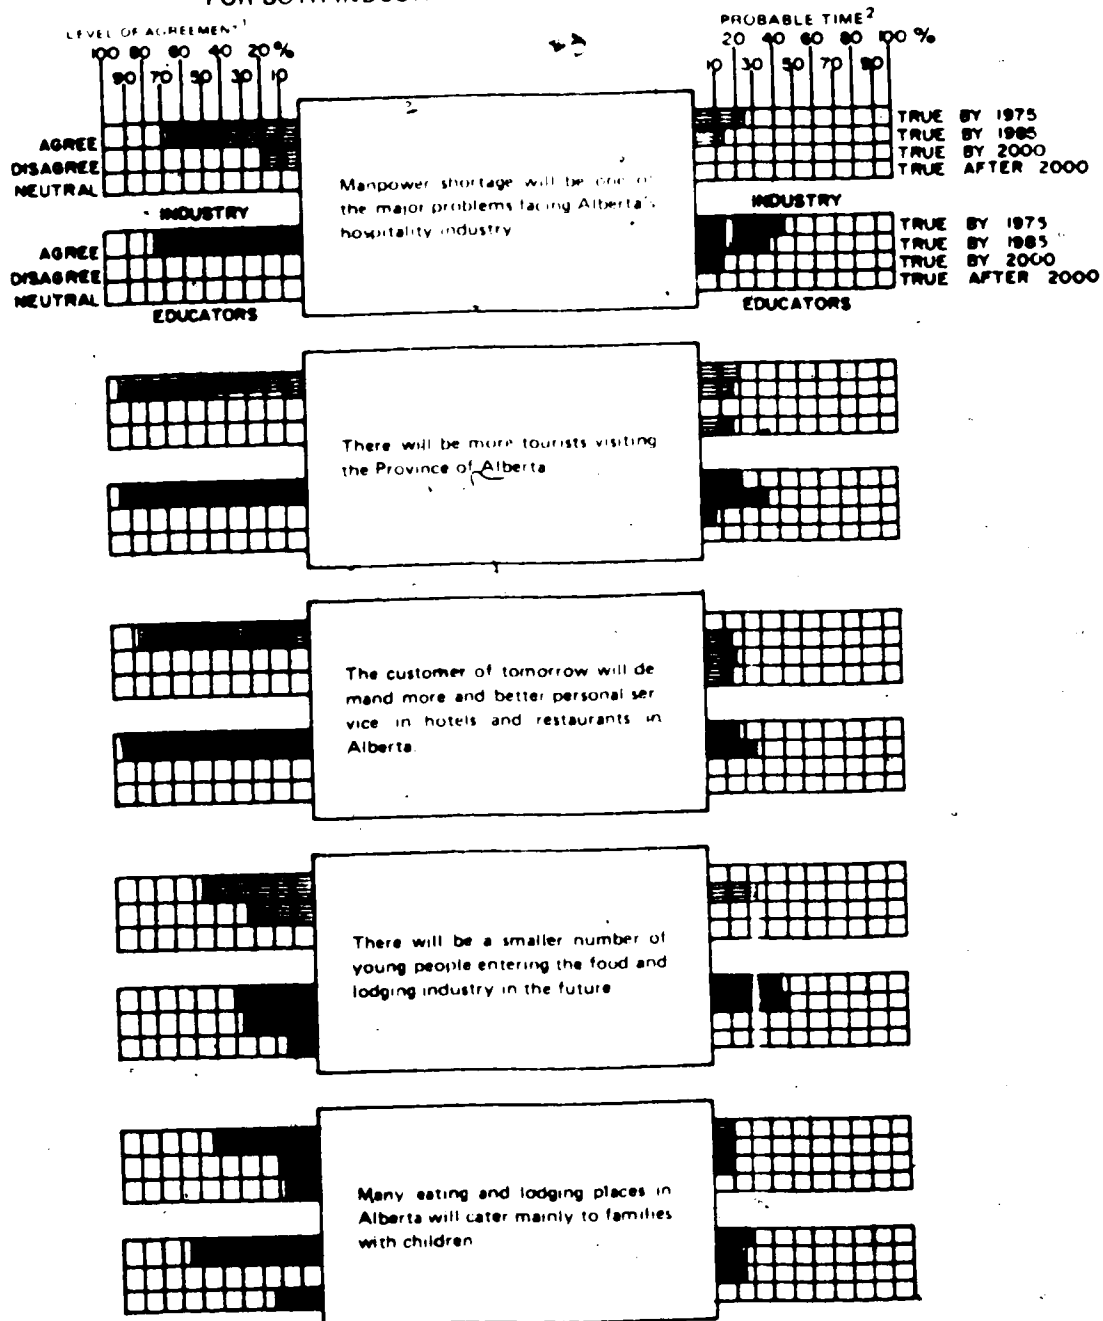 LEVEL OF AGREEMENT¹
PROBABLE TIME²
100 80 60 40 20%
90 70 50 30 10
20 40 60 80 100 %
10 30 50 70 90
AGREE
DISAGREE
NEUTRAL
INDUSTRY
AGREE
DISAGREE
NEUTRAL
EDUCATORS
Manpower shortage will be one of
the major problems facing Alberta's
hospitality industry
TRUE BY 1975
TRUE BY 1985
TRUE BY 2000
TRUE AFTER 2000
INDUSTRY
TRUE BY 1975
TRUE BY 1985
TRUE BY 2000
TRUE AFTER 2000
EDUCATORS
There will be more tourists visiting
the Province of Alberta
The customer of tomorrow will de
mand more and better personal ser
vice in hotels and restaurants in
Alberta.
There will be a smaller number of
young people entering the food and
lodging industry in the future
Many eating and lodging places in
Alberta will cater mainly to families
with children